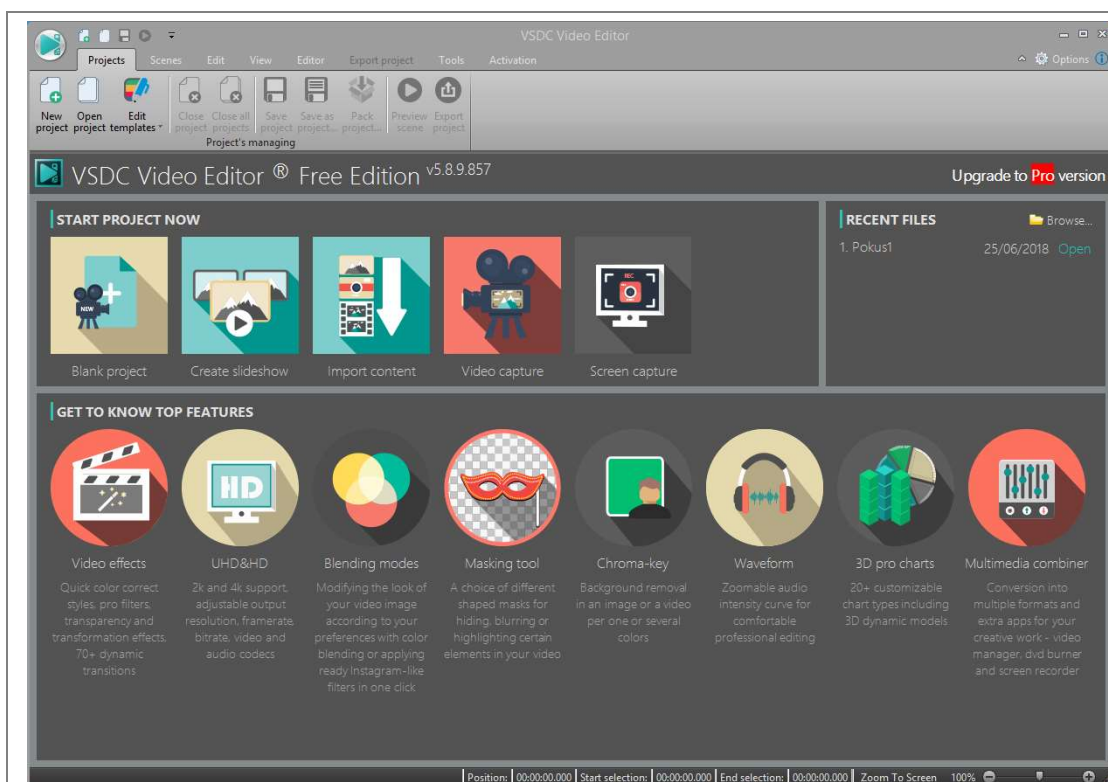 VSDC Video Editor
Projects Scenes Edit View Editor Export project Tools Activation
Options
New project
Open project
Edit templates
Close project
Close all projects
Save project
Save as project...
Pack project...
Preview scene
Export project
Project's managing
VSDC Video Editor ® Free Edition v5.8.9.857
Upgrade to Pro version
START PROJECT NOW
NEW
REC
Blank project
Create slideshow
Import content
Video capture
Screen capture
RECENT FILES
Browse...
1. Pokus1 25/06/2018 Open
GET TO KNOW TOP FEATURES
HD
Video effects
Quick color correct
styles, pro filters,
transparency and
transformation effects,
70+ dynamic
transitions
UHD&HD
2k and 4k support,
adjustable output
resolution, framerate,
bitrate, video and
audio codecs
Blending modes
Modifying the look of
your video image
according to your
preferences with color
blending or applying
ready Instagram-like
filters in one click
Masking tool
A choice of different
shaped masks for
hiding, blurring or
highlighting certain
elements in your video
Chroma-key
Background removal
in an image or a video
per one or several
colors
Waveform
Zoomable audio
intensity curve for
comfortable
professional editing
3D pro charts
20+ customizable
chart types including
3D dynamic models
Multimedia combiner
Conversion into
multiple formats and
extra apps for your
creative work - video
manager, dvd burner
and screen recorder
Position: 00:00:00.000 Start selection: 00:00:00.000 End selection: 00:00:00.000 Zoom To Screen 100%